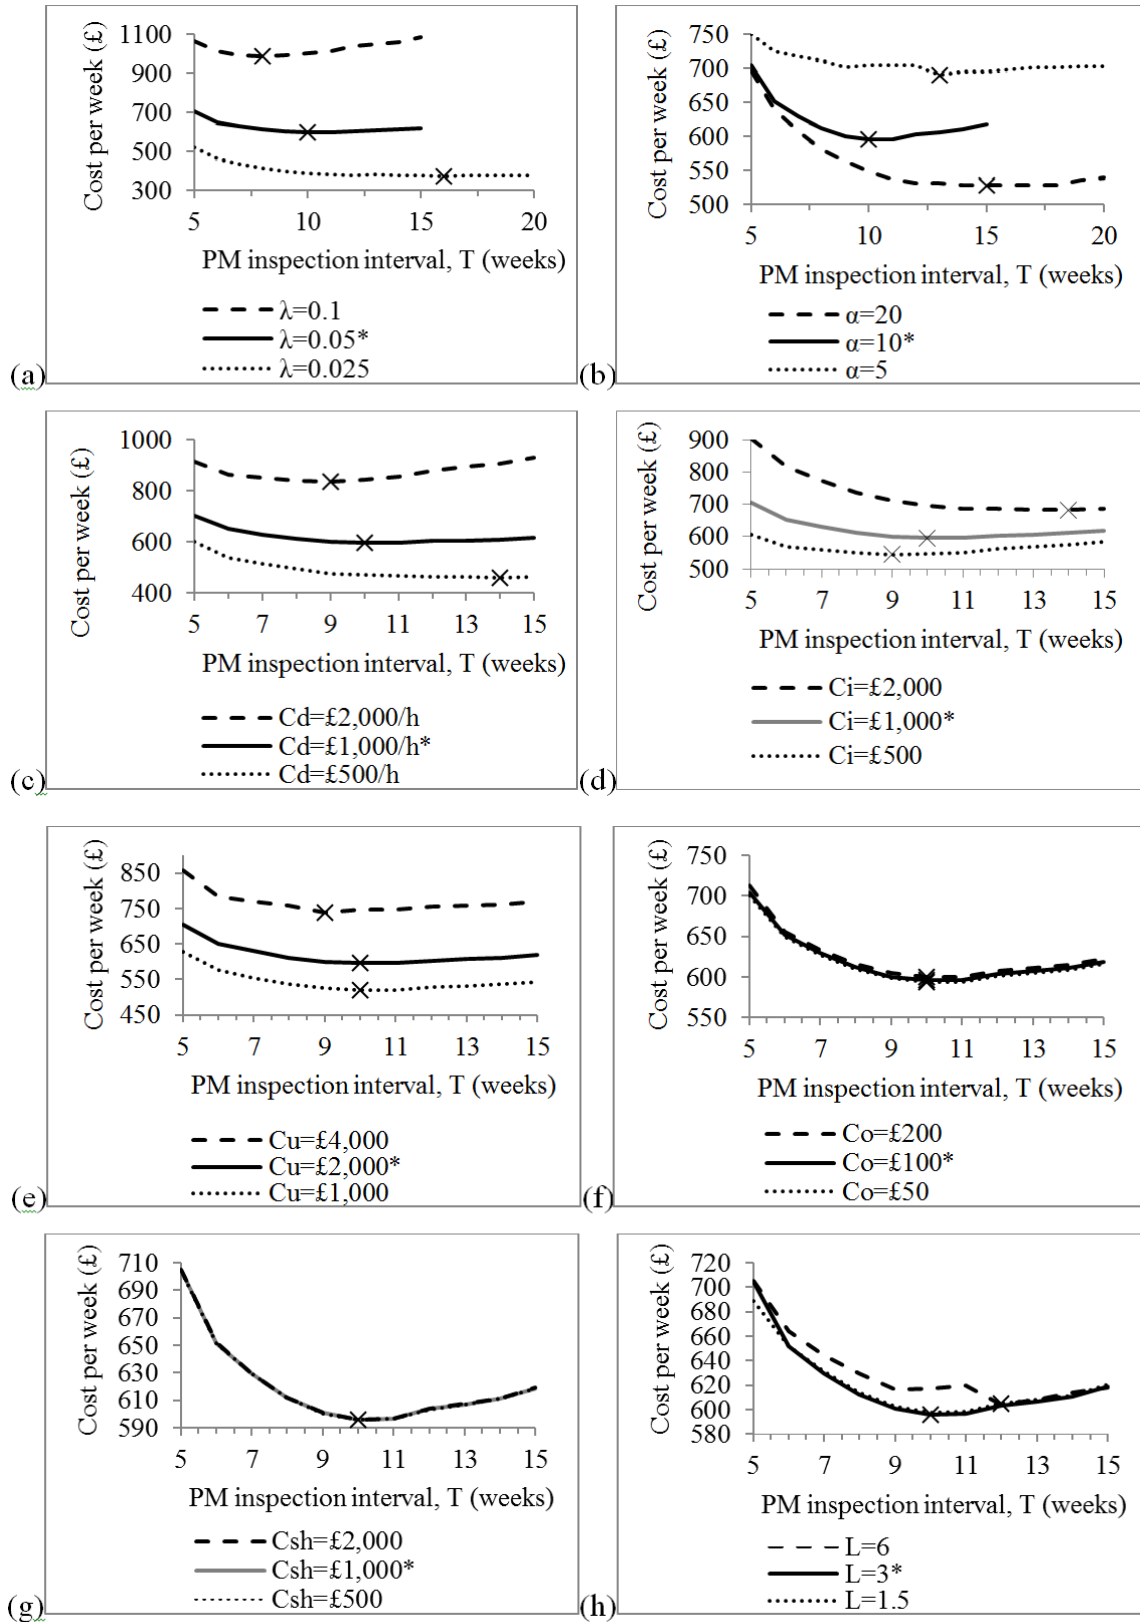 Cost per week (£)
1100
900
700
500
300
5
10
15
20
PM inspection interval, T (weeks)
λ=0.1
λ=0.05*
λ=0.025
(a)
Cost per week (£)
750
700
650
600
550
500
5
10
15
20
PM inspection interval, T (weeks)
α=20
α=10*
α=5
(b)
Cost per week (£)
1000
800
600
400
5
7
9
11
13
15
PM inspection interval, T (weeks)
Cd=£2,000/h
Cd=£1,000/h*
Cd=£500/h
(c)
Cost per week (£)
900
800
700
600
500
5
7
9
11
13
15
PM inspection interval, T (weeks)
Ci=£2,000
Ci=£1,000*
Ci=£500
(d)
Cost per week (£)
850
750
650
550
450
5
7
9
11
13
15
PM inspection interval, T (weeks)
Cu=£4,000
Cu=£2,000*
Cu=£1,000
(e)
Cost per week (£)
750
700
650
600
550
5
7
9
11
13
15
PM inspection interval, T (weeks)
Co=£200
Co=£100*
Co=£50
(f)
Cost per week (£)
710
690
670
650
630
610
590
5
7
9
11
13
15
PM inspection interval, T (weeks)
Csh=£2,000
Csh=£1,000*
Csh=£500
(g)
Cost per week (£)
720
700
680
660
640
620
600
580
5
7
9
11
13
15
PM inspection interval, T (weeks)
L=6
L=3*
L=1.5
(h)